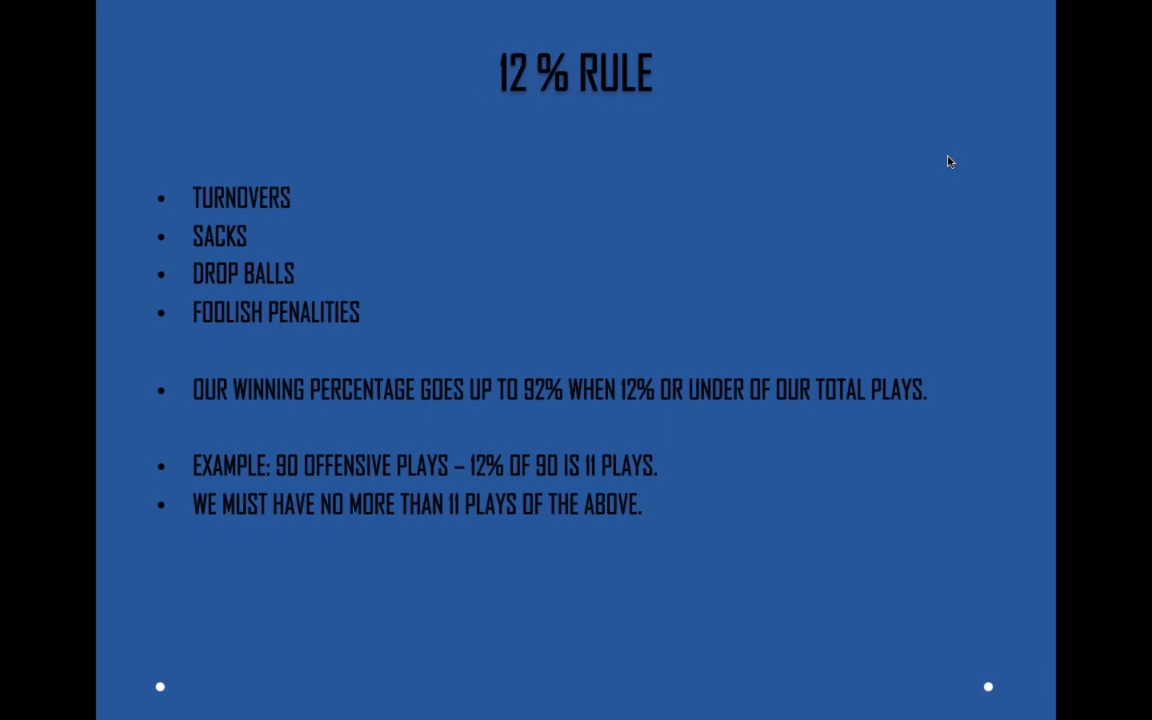 12 % RULE
• TURNOVERS
• SACKS
• DROP BALLS
• FOOLISH PENALITIES
• OUR WINNING PERCENTAGE GOES UP TO 92% WHEN 12% OR UNDER OF OUR TOTAL PLAYS.
• EXAMPLE: 90 OFFENSIVE PLAYS – 12% OF 90 IS 11 PLAYS.
• WE MUST HAVE NO MORE THAN 11 PLAYS OF THE ABOVE.